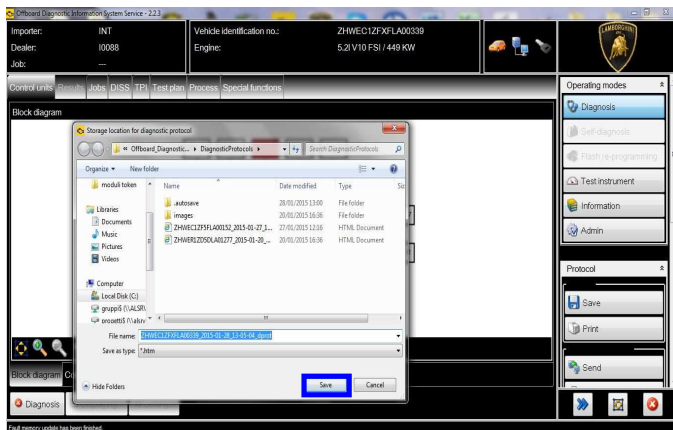 Offboard Diagnostic Information System Service - 2.2.3
Importer: INT
Dealer: I0088
Job: ---
Vehicle identification no.: ZHWEC1ZFXFLA00339
Engine: 5.2l V10 FSI / 449 KW
LAMBORGHINI
Control units Results Jobs DISS TPI Test plan Process Special functions
Block diagram
Storage location for diagnostic protocol
« Offboard_Diagnostic... DiagnosticProtocols
Search DiagnosticProtocols
Organize New folder
moduli token
Libraries
Documents
Music
Pictures
Videos
Computer
Local Disk (C:)
Name Date modified Type Siz
.autosave 28/01/2015 13:00 File folder
images 20/01/2015 16:36 File folder
ZHWEC1ZF5FLA00152_2015-01-27_1... 27/01/2015 12:16 HTML Document
ZHWER1ZD5DLA01277_2015-01-20_... 20/01/2015 16:36 HTML Document
File name: ZHWEC1ZFXFLA00339_2015-01-28_13-05-04_dprot
Save as type: *.htm
Hide Folders
Save Cancel
Block diagram
Diagnosis
Fault memory update has been finished.
Operating modes
Diagnosis
Self-diagnosis
Flash re-programming
Test instrument
Information
Admin
Protocol
Save
Print
Send